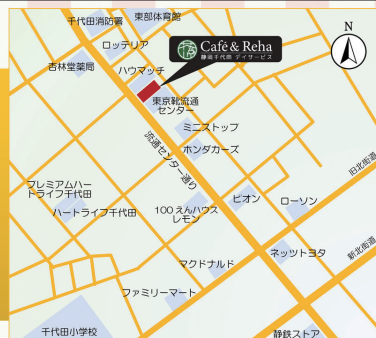 千代田消防署
東部体育館
N
ロッテリア
Café & Reha
静岡千代田 デイサービス
杏林堂薬局
ハウマッチ
東京靴流通
センター
ミニストップ
ホンダカーズ
流通センター通り
旧北街道
プレミアムハー
トライフ千代田
ハートライフ千代田
100えんハウス
レモン
ピオン
ローソン
新北街道
マクドナルド
ネッツトヨタ
ファミリーマート
千代田小学校
静鉄ストア